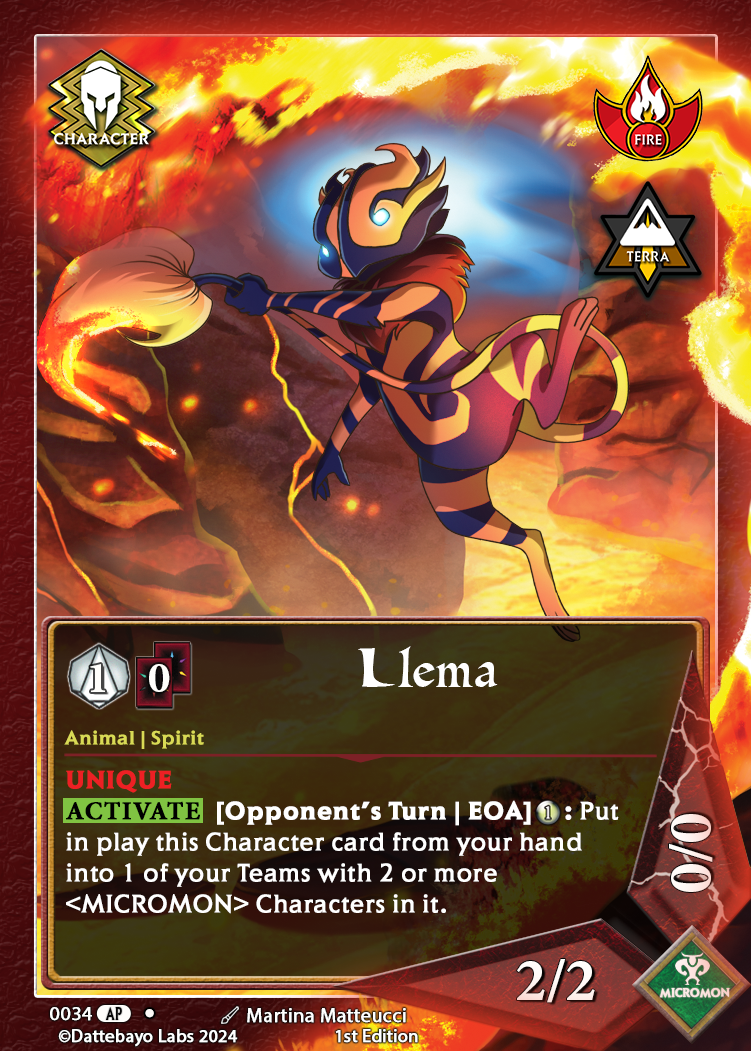 CHARACTER
FIRE
TERRA
1
0
Llema
Animal | Spirit
UNIQUE
ACTIVATE [Opponent's Turn | EOA] 1 : Put
in play this Character card from your hand
into 1 of your Teams with 2 or more
<MICROMON> Characters in it.
0/0
2/2
MICROMON
0034 AP • Martina Matteucci
©Dattebayo Labs 2024 1st Edition